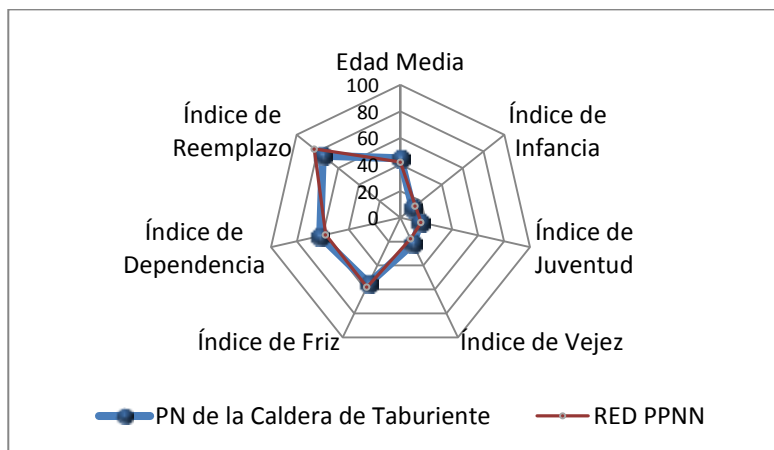 Edad Media
100
80
60
40
20
0
Índice de
Infancia
Índice de
Juventud
Índice de Vejez
Índice de Friz
Índice de
Dependencia
Índice de
Reemplazo
PN de la Caldera de Taburiente
RED PPNN